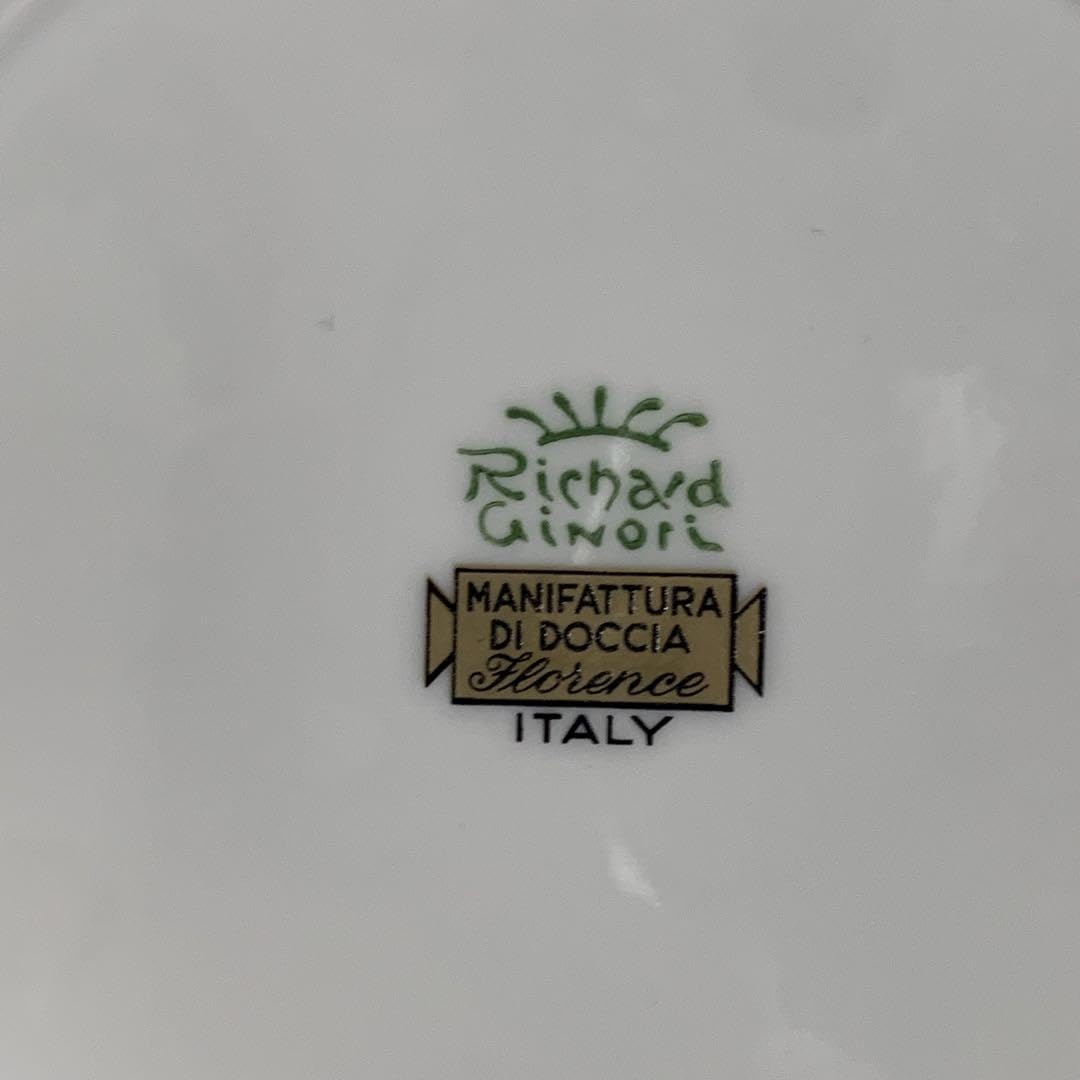 Richard
Ginori
MANIFATTURA
DI DOCCIA
Florence
ITALY